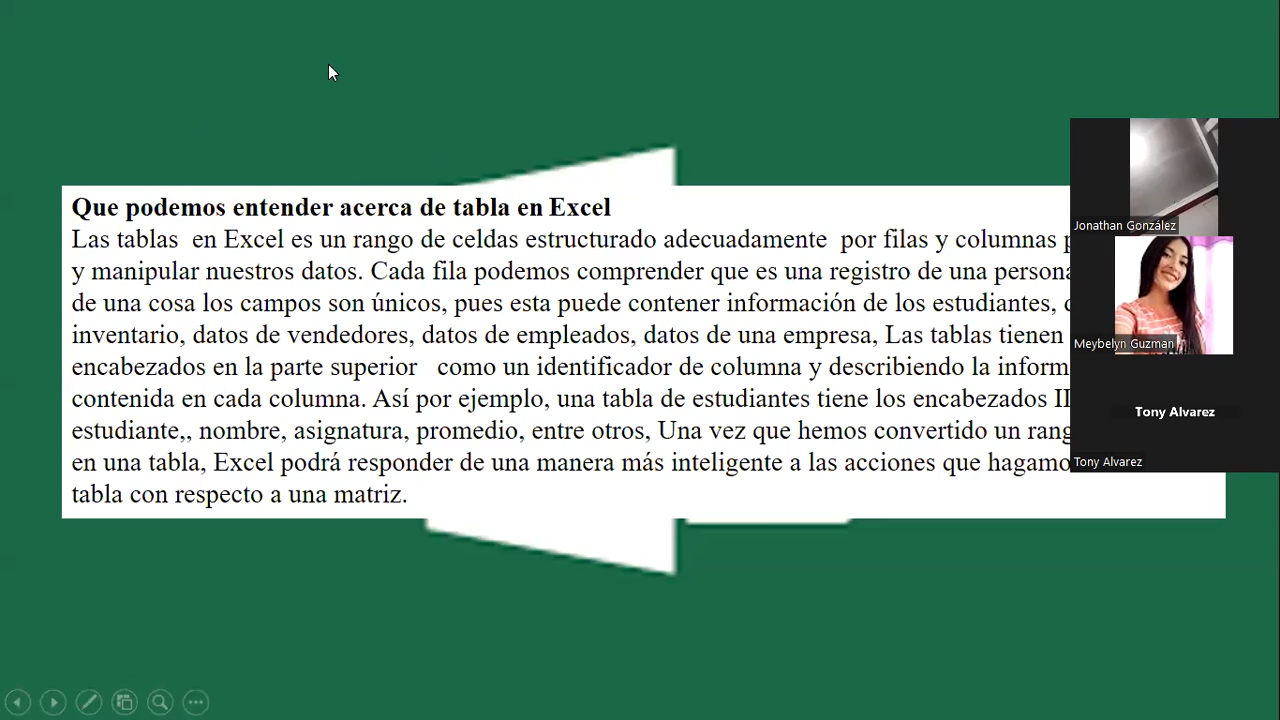 Que podemos entender acerca de tabla en Excel
Las tablas en Excel es un rango de celdas estructurado adecuadamente por filas y columnas
y manipular nuestros datos. Cada fila podemos comprender que es una registro de una persona
de una cosa los campos son únicos, pues esta puede contener información de los estudiantes,
inventario, datos de vendedores, datos de empleados, datos de una empresa, Las tablas tienen
encabezados en la parte superior como un identificador de columna y describiendo la
contenida en cada columna. Así por ejemplo, una tabla de estudiantes tiene los encabezados
estudiante,, nombre, asignatura, promedio, entre otros, Una vez que hemos convertido un
en una tabla, Excel podrá responder de una manera más inteligente a las acciones que
tabla con respecto a una matriz.
Jonathan González
Meybelyn Guzman
Tony Alvarez
Tony Alvarez